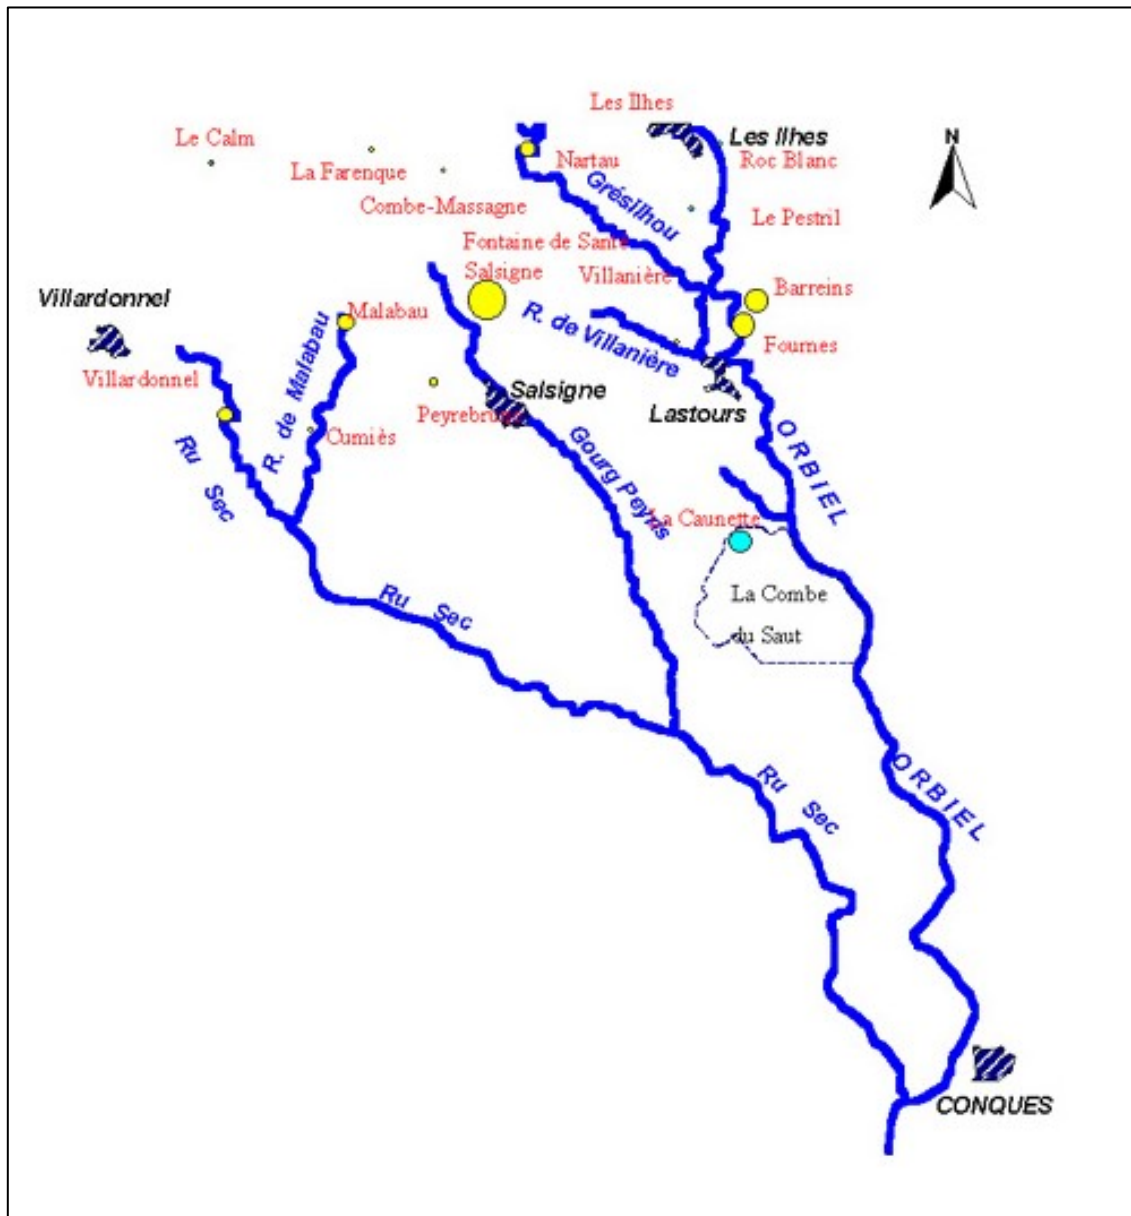 Les Ilhes
Les Ilhes
N
Le Calm
La Farenque
Nartau
Roc Blanc
Combe-Massagne
Grésilhou
Le Pestril
Fontaine de Santé
Salsigne
Villanière
Barreins
Villardonnel
Malabau
R. de Villanière
Fournes
R. de Malabau
Villardonnel
Salsigne
Peyrebrune
Lastours
Cumiès
Ru Sec
Gourg Peyris
ORBIEL
La Caunette
La Combe
du Saut
Ru Sec
ORBIEL
Ru Sec
CONQUES